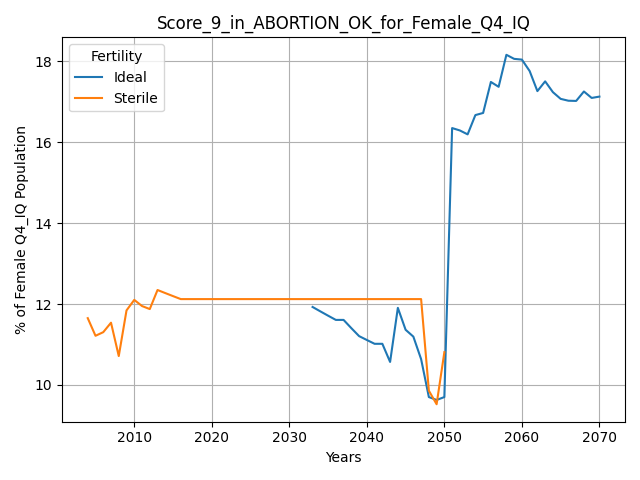 Score_9_in_ABORTION_OK_for_Female_Q4_IQ
Fertility
Ideal
Sterile
% of Female Q4_IQ Population
18
16
14
12
10
2010 2020 2030 2040 2050 2060 2070
Years